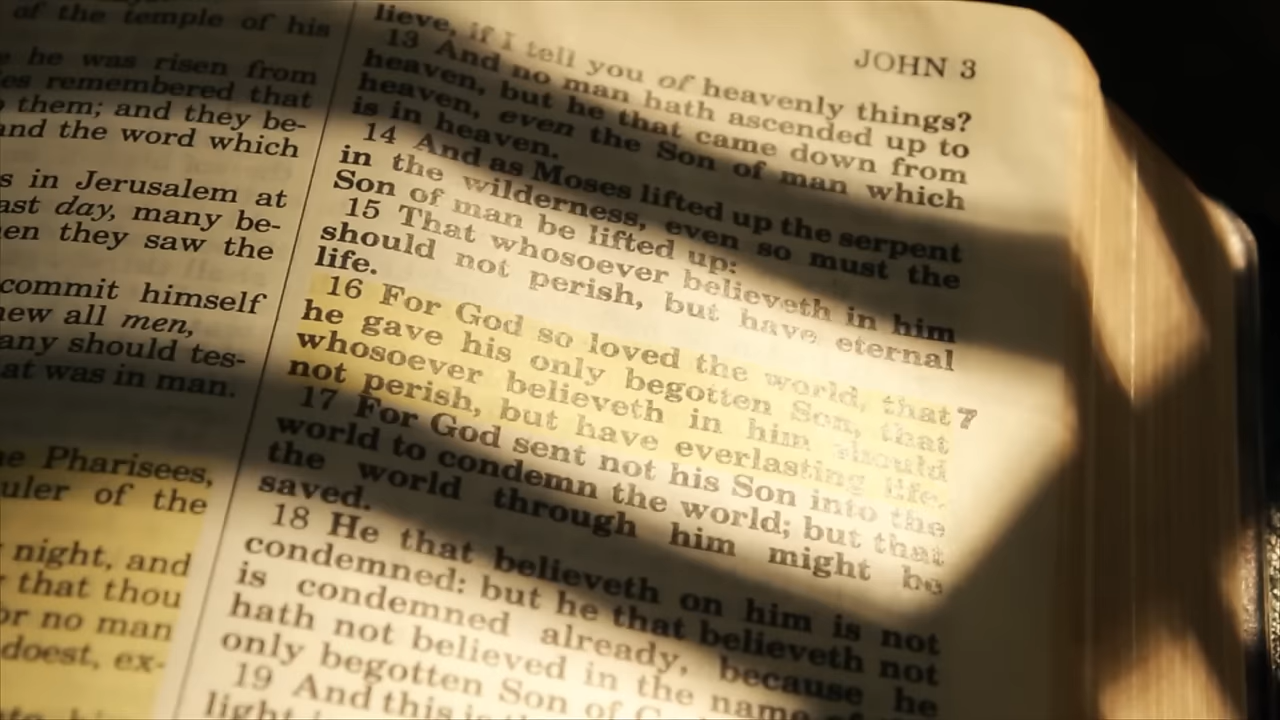 of the temple of his
he was risen from
remembered that
them; and they be-
and the word which
in Jerusalem at
day, many be-
they saw the
commit himself
all men,
any should tes-
at was in man.
Pharisees,
of the
night, and
that thou
no man
doest, ex-
JOHN 3
lieve, if I tell you of heavenly things?
13 And no man hath ascended up to
heaven, but he that came down from
heaven, even the Son of man which
is in heaven.
14 And as Moses lifted up the serpent
in the wilderness, even so must the
Son of man be lifted up:
15 That whosoever believeth in him
should not perish, but have eternal
life.
16 For God so loved the world, that 7
he gave his only begotten Son, that
whosoever believeth in him should
not perish, but have everlasting life.
17 For God sent not his Son into the
world to condemn the world; but that
the world through him might be
saved.
18 He that believeth on him is not
condemned: but he that believeth not
is condemned already, because he
hath not believed in the name of
only begotten Son of
19 And this is
light